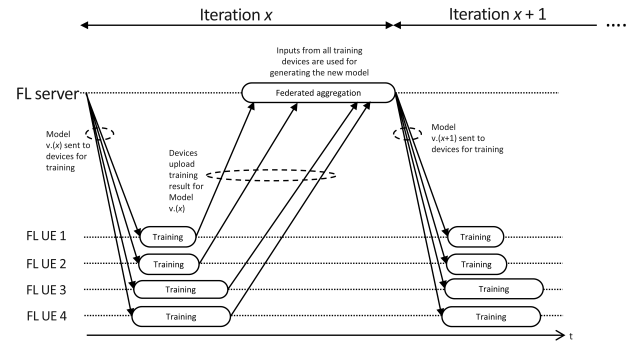 Iteration x
Iteration x + 1
....
Inputs from all training
devices are used for
generating the new model
FL server
Federated aggregation
Model
v.(x) sent to
devices for
training
Devices
upload
training
result for
Model
v.(x)
Model
v.(x+1) sent to
devices for training
FL UE 1
Training
Training
FL UE 2
Training
Training
FL UE 3
Training
Training
FL UE 4
Training
Training
t